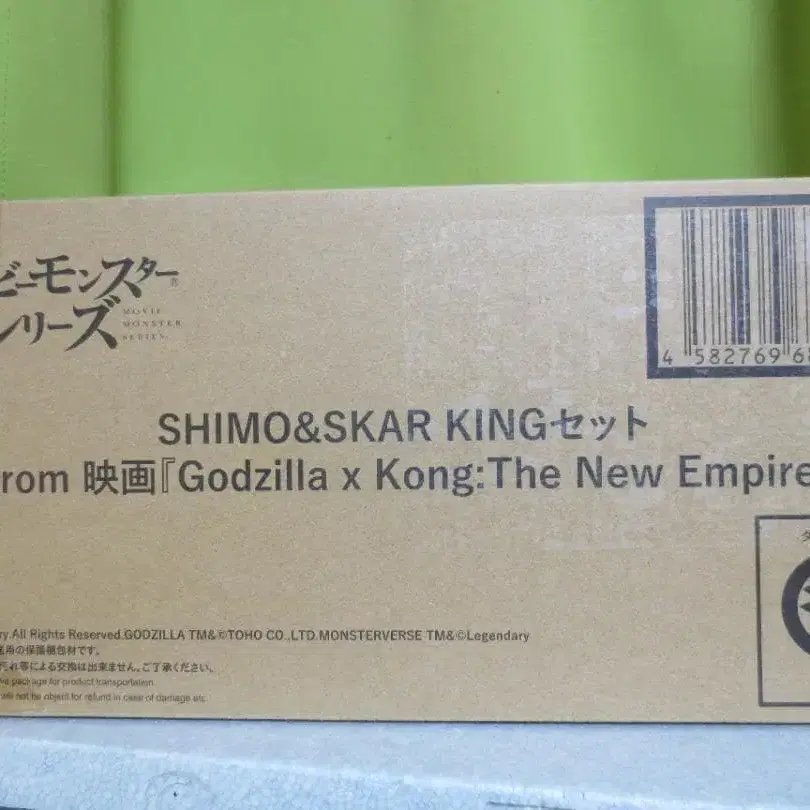 ビーモンスター
シリーズ
MOVIE
MONSTER
SERIES
4 582769 6
SHIMO&SKAR KINGセット
rom 映画『Godzilla x Kong:The New Empire
ry.All Rights Reserved.GODZILLA TM&©TOHO CO.,LTD.MONSTERVERSE TM&©Legendary
用の保護梱包材です。
汚れ等による交換は出来ません。ご了承ください。
ve package for product transportation.
will not be object for refund in case of damage etc.